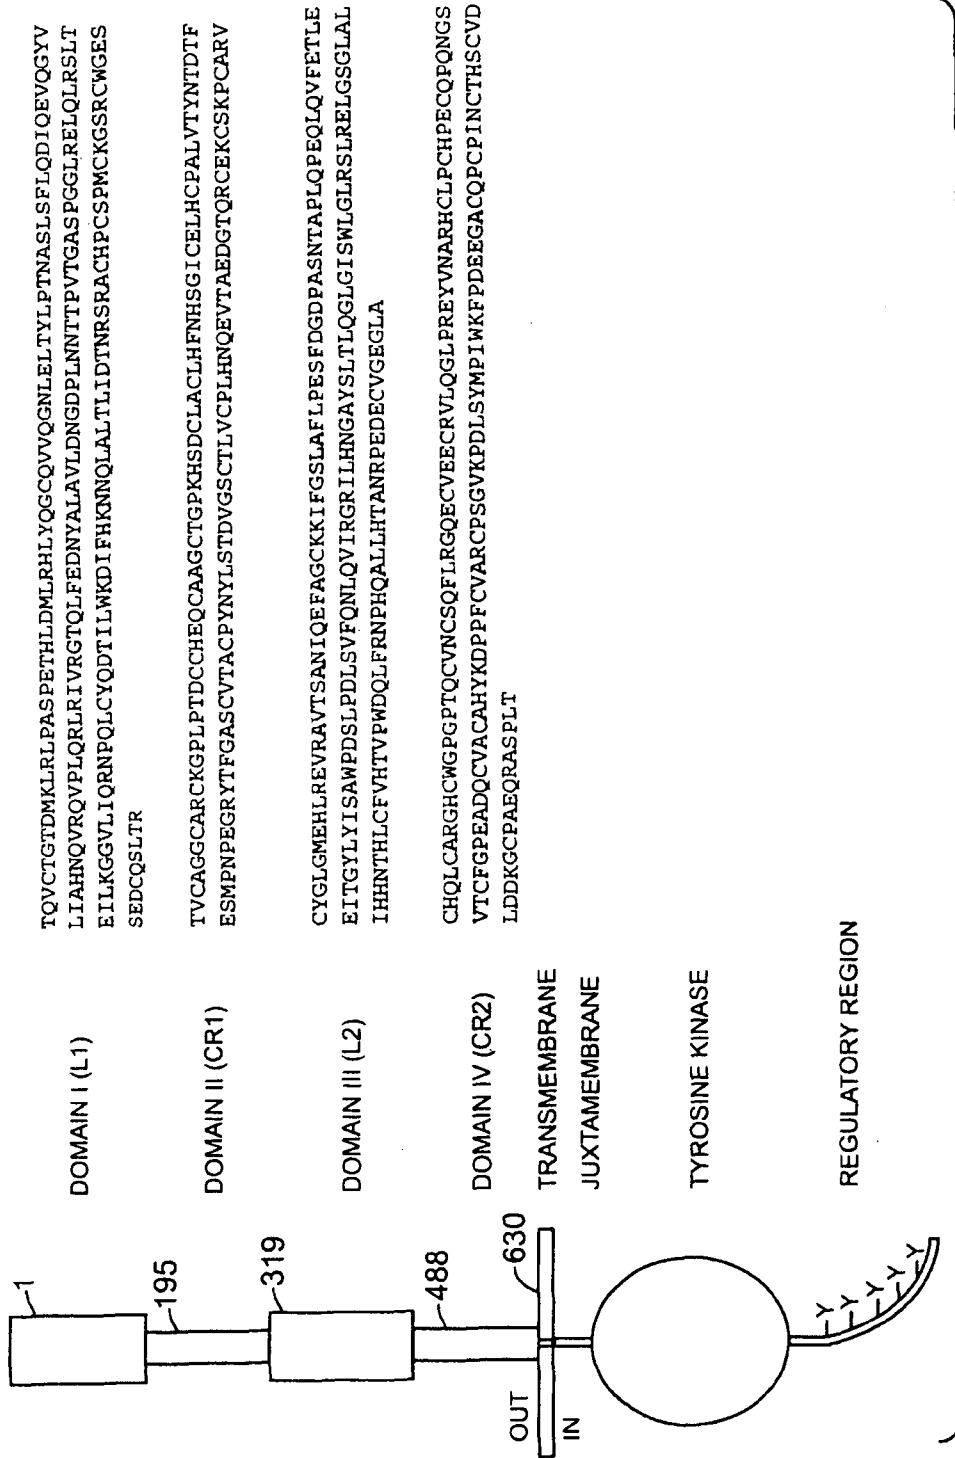 1
195
319
488
630
OUT
IN
Y
Y
Y
Y
Y
DOMAIN I (L1)
TQVCTGTDMKLRLPASPETHLDMLRHLYQGCQVVQGNLELTYLPTNASLSFLQDIQEVQGYV
LIAHNQVRQVPLQRLRIVRGTQLFEDNYALAVLDNGDPLNNTTPVTGASPGGLRELQLRSLT
EILKGGVLIQRNPQLCYQDTILWKDIFHKNNQLALTLIDTNRSRACHPCSPMCKGSRCWGES
SEDCQSLTR
DOMAIN II (CR1)
TVCAGGCARCKGPLPTDCCHEQCAAGCTGPKHSDCLACLHFNHSGICELHCPALVTYNTDTF
ESMPNPEGRYTFGASCVTACPYNYLSTDVGSCTLVCPLHNQEVTAEDGTQRCEKCSKPCARV
DOMAIN III (L2)
CYGLGMEHLREVRAVTSANIQEFAGCKKIFGSLAFLPESFDGDPASNTAPLQPEQLQVFETLE
EITGYLYISAWPDSLPDLSVFQNLQVIRGRILHNGAYSLTLQGLGISWLGLRSLRELGSGLAL
IHHNTHLCFVHTVPWDQLFRNPHQALLHTANRPEDECVGEGLA
DOMAIN IV (CR2)
CHQLCARGHCWGPGPTQCVNCSQFLRGQECVEECRVLQGLPREYVNARHCLPCHPECQPQNGS
VTCFGPEADQCVACAHYKDPPFCVARCPSGVKPDLSYMPIWKFPDEEGACQPCPINCTHSCVD
LDDKGCPAEQRASPLT
TRANSMEMBRANE
JUXTAMEMBRANE
TYROSINE KINASE
REGULATORY REGION